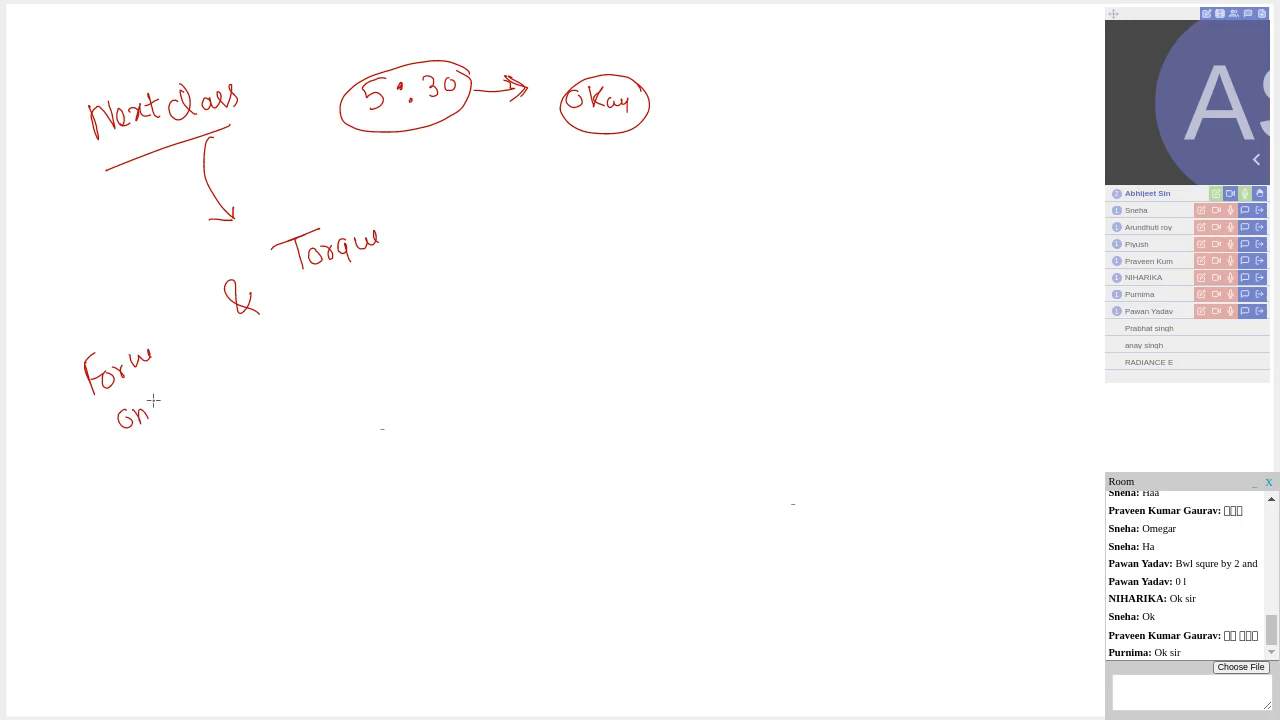 Next class
5:30
Okay
Torque
&
Force
on
AS
Abhijeet Sin
Sneha
Arundhuti roy
Piyush
Praveen Kum
NIHARIKA
Purnima
Pawan Yadav
Prabhat singh
anay singh
RADIANCE E
Room
_ X
Sneha: Haa
Praveen Kumar Gaurav:
Sneha: Omegar
Sneha: Ha
Pawan Yadav: Bwl squre by 2 and
Pawan Yadav: 0 l
NIHARIKA: Ok sir
Sneha: Ok
Praveen Kumar Gaurav:
Purnima: Ok sir
Choose File